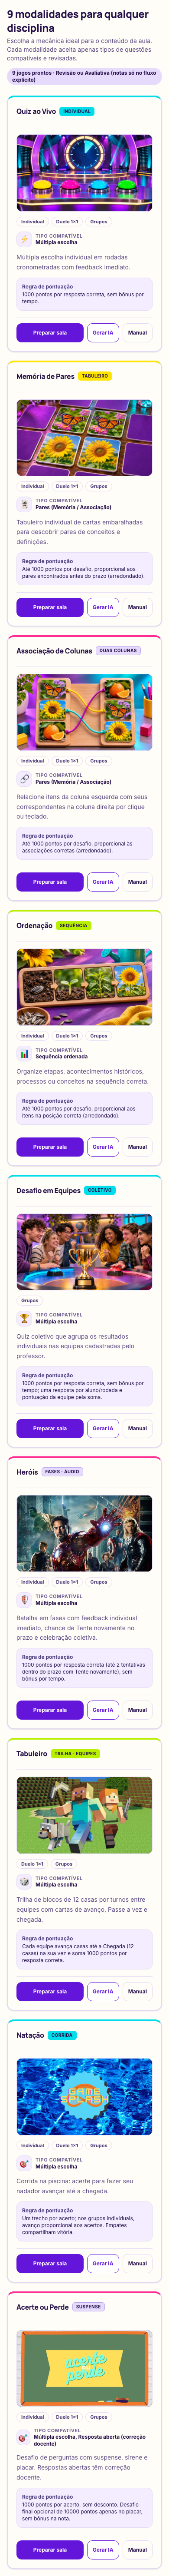 9 modalidades para qualquer
disciplina
Escolha a mecânica ideal para o conteúdo da aula.
Cada modalidade aceita apenas tipos de questões
compatíveis e revisadas.
9 jogos prontos · Revisão ou Avaliativa (notas só no fluxo
explícito)
Quiz ao Vivo
INDIVIDUAL
Individual Duelo 1×1 Grupos
TIPO COMPATÍVEL
Múltipla escolha
Múltipla escolha individual em rodadas
cronometradas com feedback imediato.
Regra de pontuação
1000 pontos por resposta correta, sem bônus por
tempo.
Preparar sala Gerar IA Manual
Memória de Pares
TABULEIRO
Individual Duelo 1×1 Grupos
TIPO COMPATÍVEL
Pares (Memória / Associação)
Tabuleiro individual de cartas embaralhadas
para descobrir pares de conceitos e
definições.
Regra de pontuação
Até 1000 pontos por desafio, proporcional aos
pares encontrados antes do prazo (arredondado).
Preparar sala Gerar IA Manual
Associação de Colunas
DUAS COLUNAS
Individual Duelo 1×1 Grupos
TIPO COMPATÍVEL
Pares (Memória / Associação)
Relacione itens da coluna esquerda com seus
correspondentes na coluna direita por clique
ou teclado.
Regra de pontuação
Até 1000 pontos por desafio, proporcional às
associações corretas (arredondado).
Preparar sala Gerar IA Manual
Ordenação
SEQUÊNCIA
Individual Duelo 1×1 Grupos
TIPO COMPATÍVEL
Sequência ordenada
Organize etapas, acontecimentos históricos,
processos ou conceitos na sequência correta.
Regra de pontuação
Até 1000 pontos por desafio, proporcional aos
itens na posição correta (arredondado).
Preparar sala Gerar IA Manual
Desafio em Equipes
COLETIVO
Grupos
TIPO COMPATÍVEL
Múltipla escolha
Quiz coletivo que agrupa os resultados
individuais nas equipes cadastradas pelo
professor.
Regra de pontuação
1000 pontos por resposta correta, sem bônus por
tempo; uma resposta por aluno/rodada e
pontuação da equipe pela soma.
Preparar sala Gerar IA Manual
Heróis
FASES · ÁUDIO
Individual Duelo 1×1 Grupos
TIPO COMPATÍVEL
Múltipla escolha
Batalha em fases com feedback individual
imediato, chance de Tente novamente no
prazo e celebração coletiva.
Regra de pontuação
1000 pontos por resposta correta (até 2 tentativas
dentro do prazo com Tente novamente), sem
bônus por tempo.
Preparar sala Gerar IA Manual
Tabuleiro
TRILHA · EQUIPES
Duelo 1×1 Grupos
TIPO COMPATÍVEL
Múltipla escolha
Trilha de blocos de 12 casas por turnos entre
equipes com cartas de avanço, Passe a vez e
chegada.
Regra de pontuação
Cada equipe avança casas até a Chegada (12
casas) na sua vez e soma 1000 pontos por
resposta correta.
Preparar sala Gerar IA Manual
Natação
CORRIDA
GAME
SPLASH
Individual Duelo 1×1 Grupos
TIPO COMPATÍVEL
Múltipla escolha
Corrida na piscina: acerte para fazer seu
nadador avançar até a chegada.
Regra de pontuação
Um trecho por acerto; nos grupos individuais,
avanço proporcional aos acertos. Empates
compartilham vitória.
Preparar sala Gerar IA Manual
Acerte ou Perde
SUSPENSE
acerte
perde
Individual Duelo 1×1 Grupos
TIPO COMPATÍVEL
Múltipla escolha, Resposta aberta (correção
docente)
Desafio de perguntas com suspense, sirene e
placar. Respostas abertas têm correção
docente.
Regra de pontuação
1000 pontos por acerto, sem desconto. Desafio
final opcional de 10000 pontos apenas no placar,
sem bônus na nota.
Preparar sala Gerar IA Manual